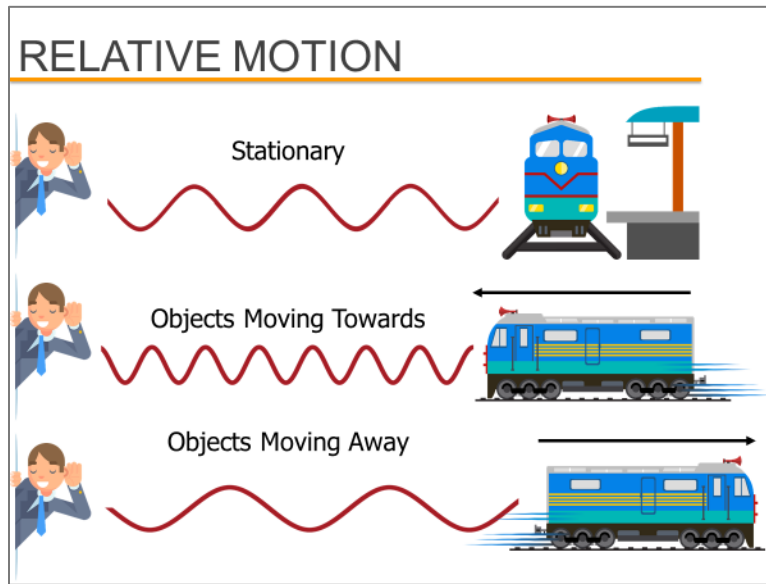 RELATIVE MOTION
Stationary
Objects Moving Towards
Objects Moving Away